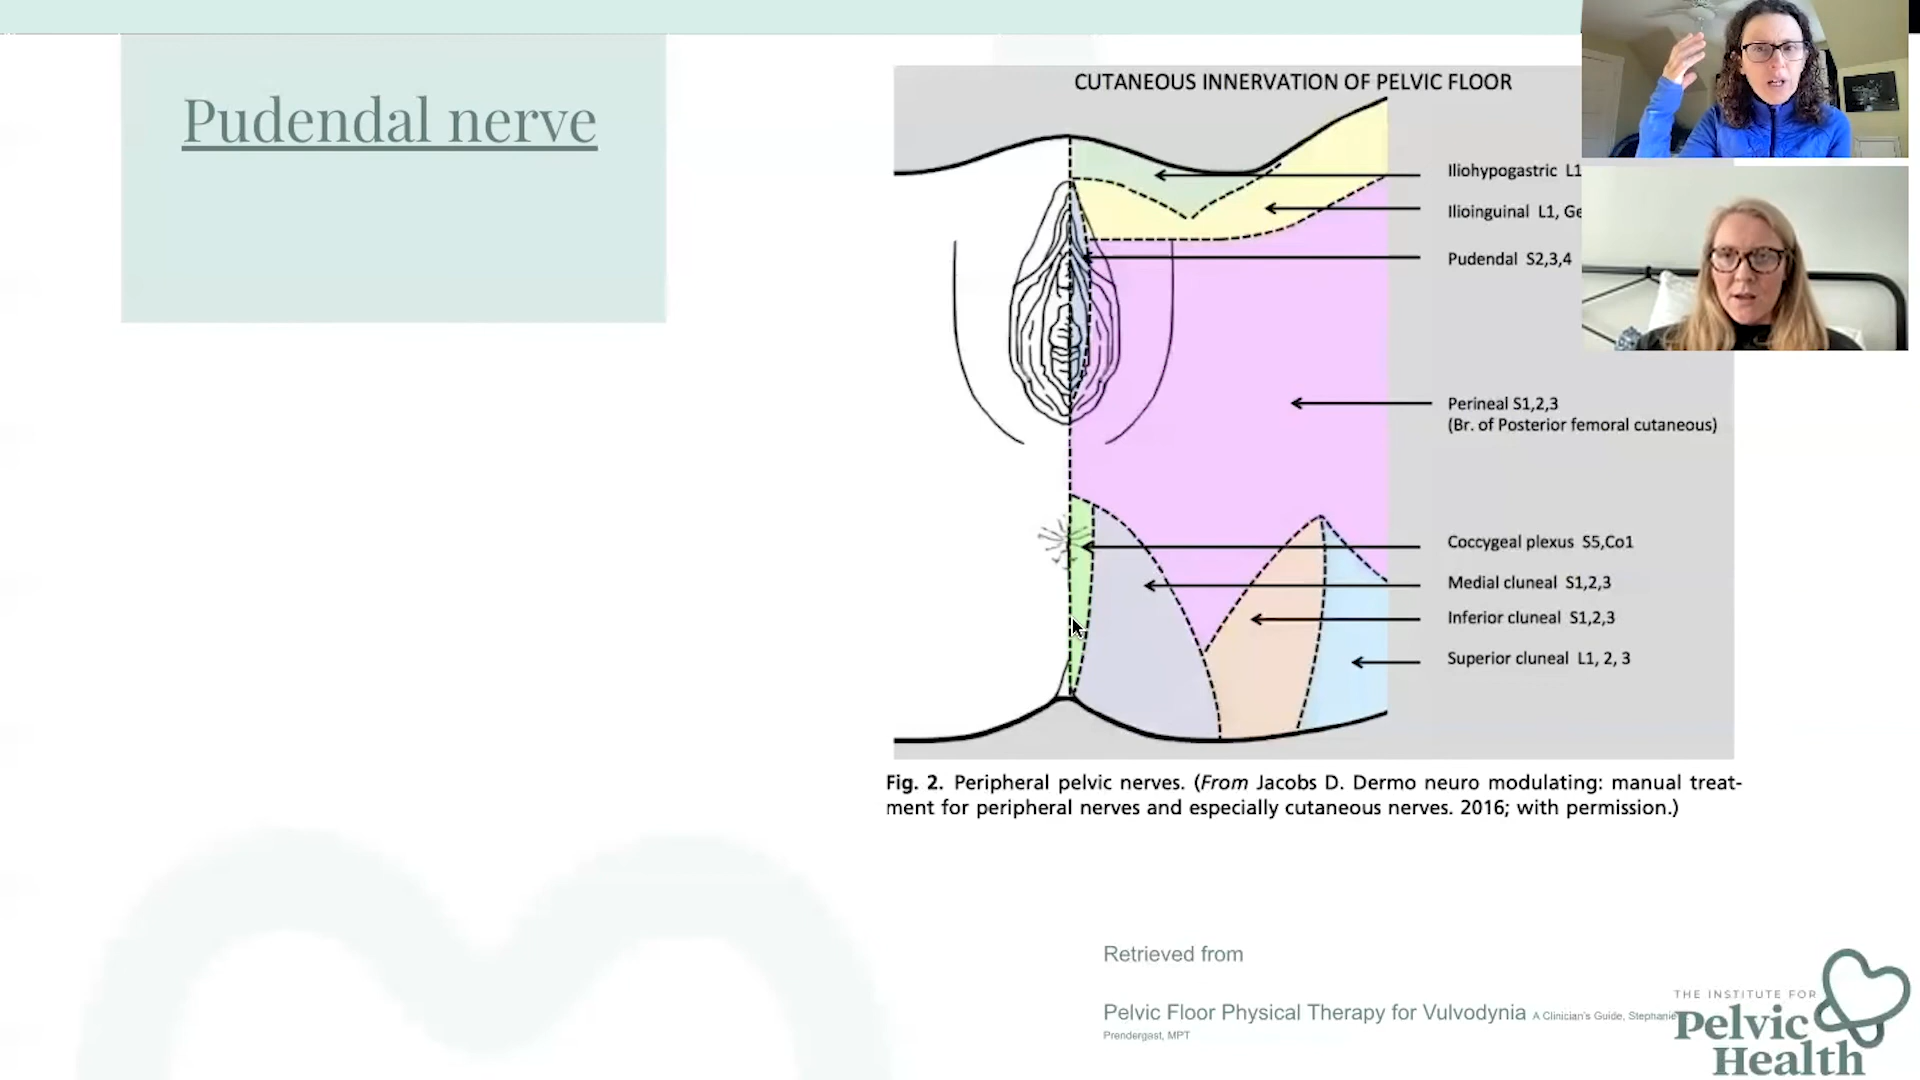 Pudendal nerve
CUTANEOUS INNERVATION OF PELVIC FLOOR
Iliohypogastric L1
Ilioinguinal L1, Ge
Pudendal S2,3,4
Perineal S1,2,3
(Br. of Posterior femoral cutaneous)
Coccygeal plexus S5,Co1
Medial cluneal S1,2,3
Inferior cluneal S1,2,3
Superior cluneal L1, 2, 3
Fig. 2. Peripheral pelvic nerves. (From Jacobs D. Dermo neuro modulating: manual treat-
ment for peripheral nerves and especially cutaneous nerves. 2016; with permission.)
Retrieved from
Pelvic Floor Physical Therapy for Vulvodynia A Clinician's Guide, Stephanie
Prendergast, MPT
THE INSTITUTE FOR
Pelvic
Health